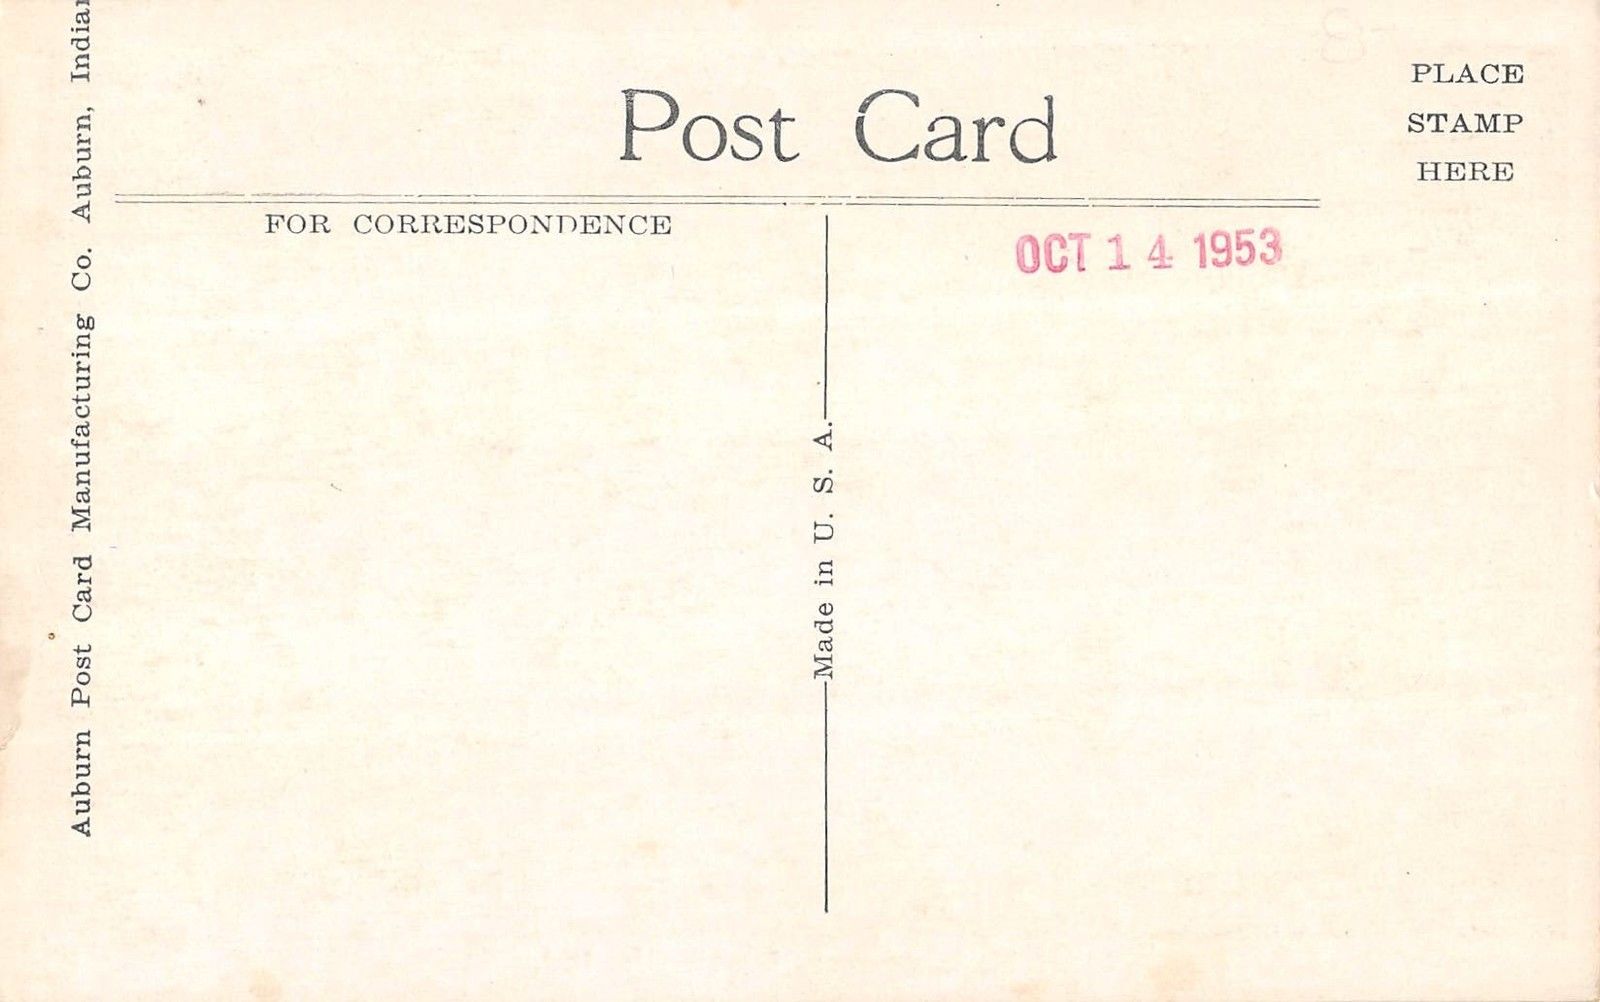 Post Card
PLACE
STAMP
HERE
FOR CORRESPONDENCE
OCT 14 1953
Auburn Post Card Manufacturing Co. Auburn, Indian
Made in U. S. A.